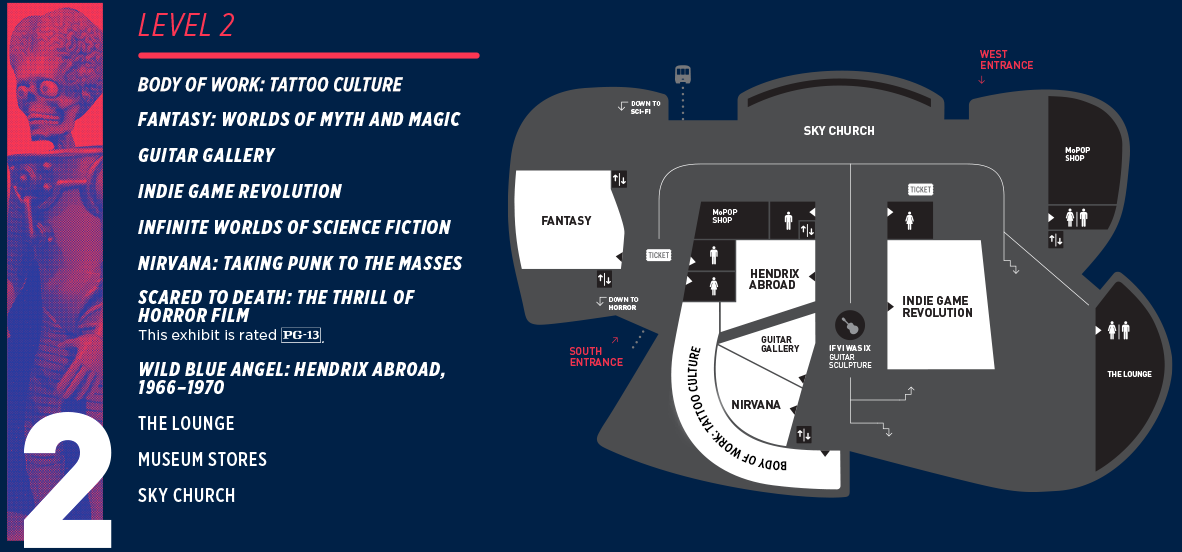 LEVEL 2
BODY OF WORK: TATTOO CULTURE
FANTASY: WORLDS OF MYTH AND MAGIC
GUITAR GALLERY
INDIE GAME REVOLUTION
INFINITE WORLDS OF SCIENCE FICTION
NIRVANA: TAKING PUNK TO THE MASSES
SCARED TO DEATH: THE THRILL OF
HORROR FILM
This exhibit is rated PG-13.
WILD BLUE ANGEL: HENDRIX ABROAD,
1966–1970
THE LOUNGE
MUSEUM STORES
SKY CHURCH
2
WEST
ENTRANCE
DOWN TO
SCI-FI
SKY CHURCH
MoPOP
SHOP
TICKET
FANTASY
MoPOP
SHOP
TICKET
HENDRIX
ABROAD
INDIE GAME
REVOLUTION
DOWN TO
HORROR
SOUTH
ENTRANCE
GUITAR
GALLERY
IF VI WAS IX
GUITAR
SCULPTURE
THE LOUNGE
NIRVANA
BODY OF WORK: TATTOO CULTURE